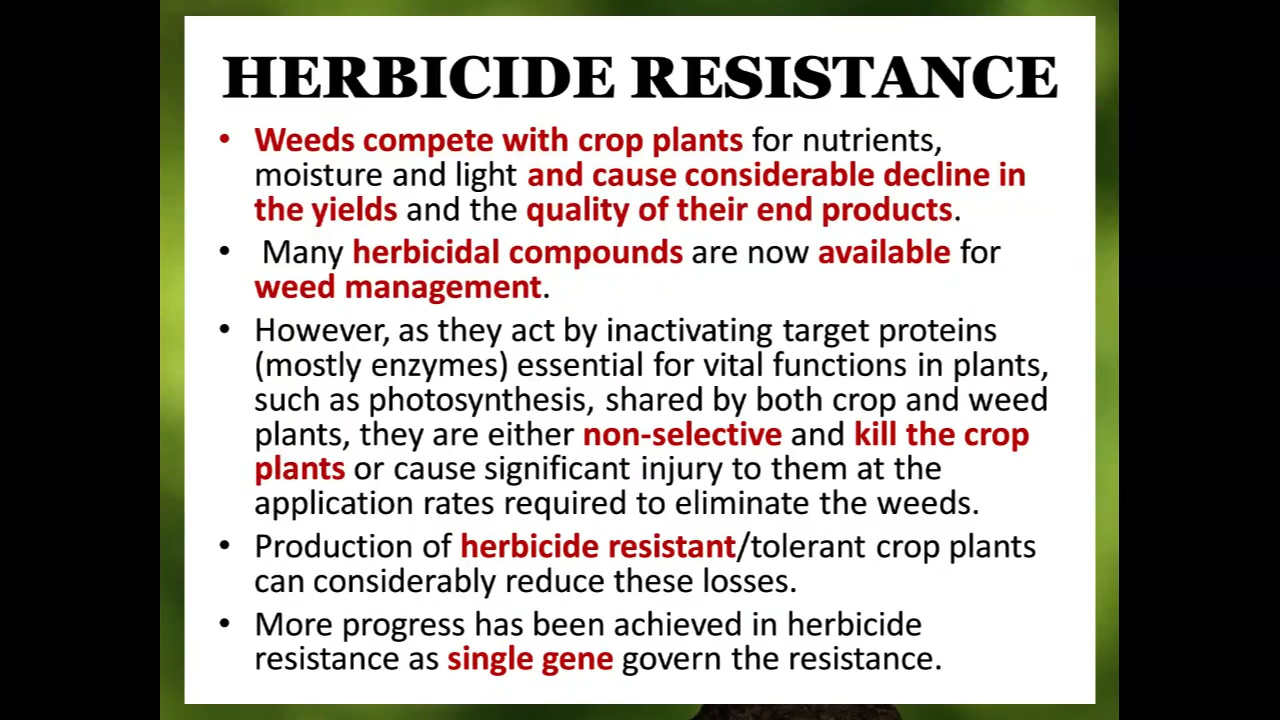 HERBICIDE RESISTANCE
• Weeds compete with crop plants for nutrients,
moisture and light and cause considerable decline in
the yields and the quality of their end products.
• Many herbicidal compounds are now available for
weed management.
• However, as they act by inactivating target proteins
(mostly enzymes) essential for vital functions in plants,
such as photosynthesis, shared by both crop and weed
plants, they are either non-selective and kill the crop
plants or cause significant injury to them at the
application rates required to eliminate the weeds.
• Production of herbicide resistant/tolerant crop plants
can considerably reduce these losses.
• More progress has been achieved in herbicide
resistance as single gene govern the resistance.